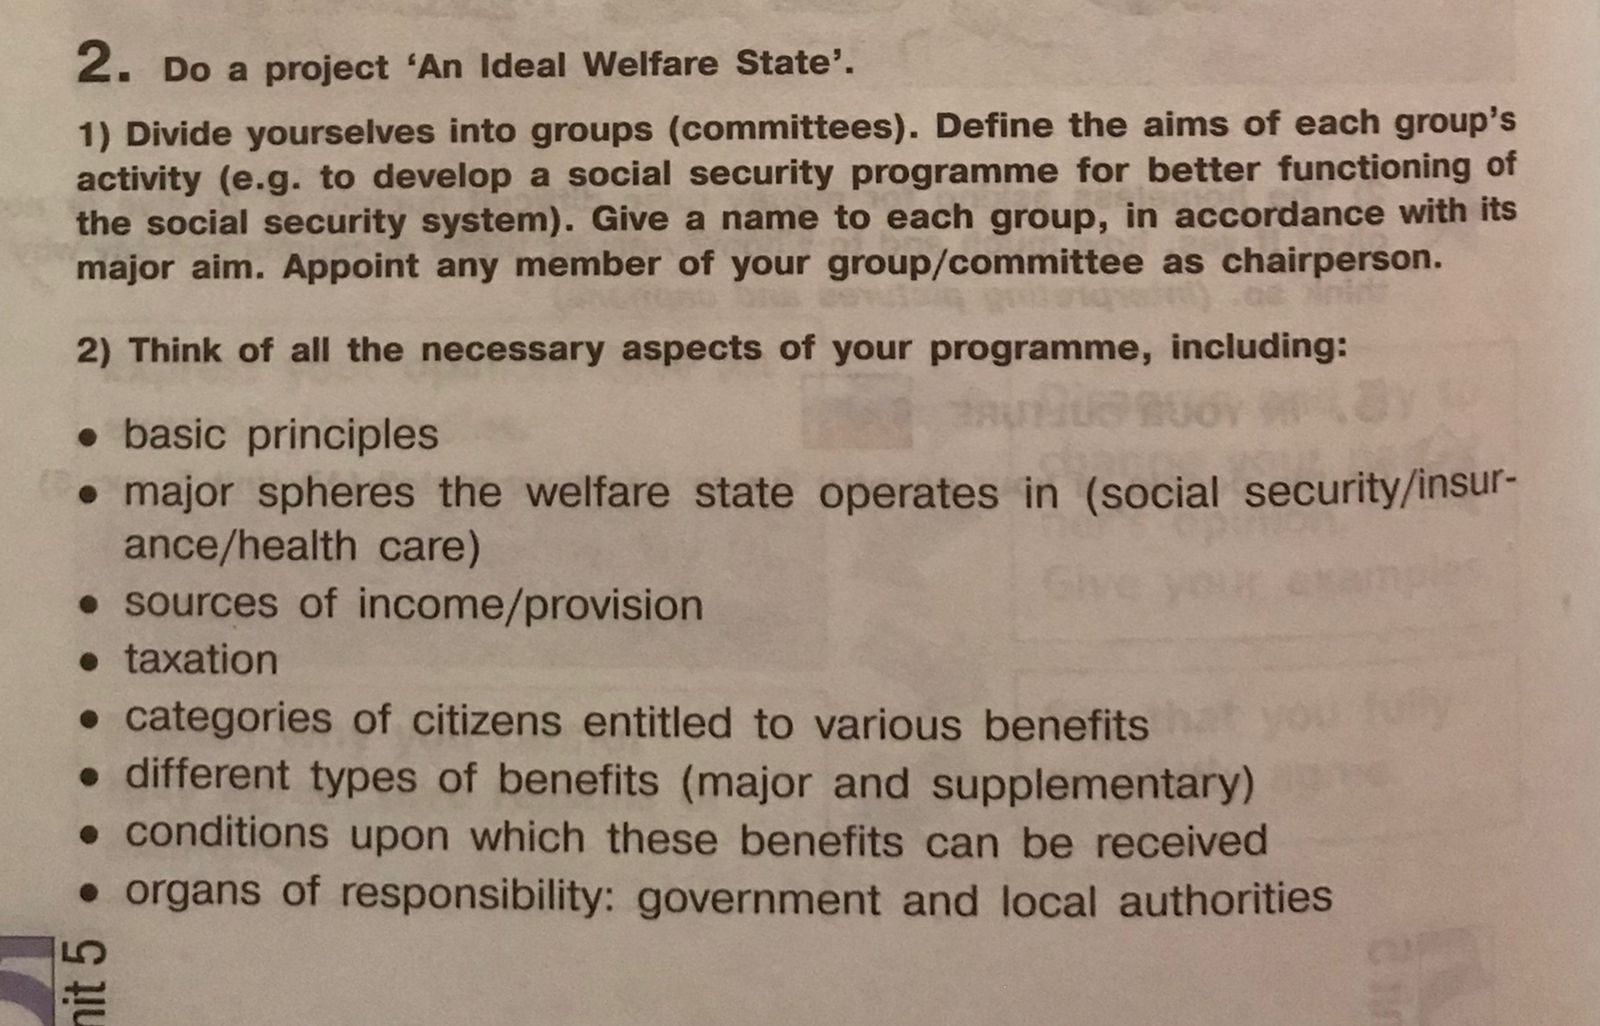 2. Do a project ‘An Ideal Welfare State’.
1) Divide yourselves into groups (committees). Define the aims of each group’s
activity (e.g. to develop a social security programme for better functioning of
the social security system). Give a name to each group, in accordance with its
major aim. Appoint any member of your group/committee as chairperson.
2) Think of all the necessary aspects of your programme, including:
• basic principles
• major spheres the welfare state operates in (social security/insur-
ance/health care)
• sources of income/provision
• taxation
• categories of citizens entitled to various benefits
• different types of benefits (major and supplementary)
• conditions upon which these benefits can be received
• organs of responsibility: government and local authorities
nit 5